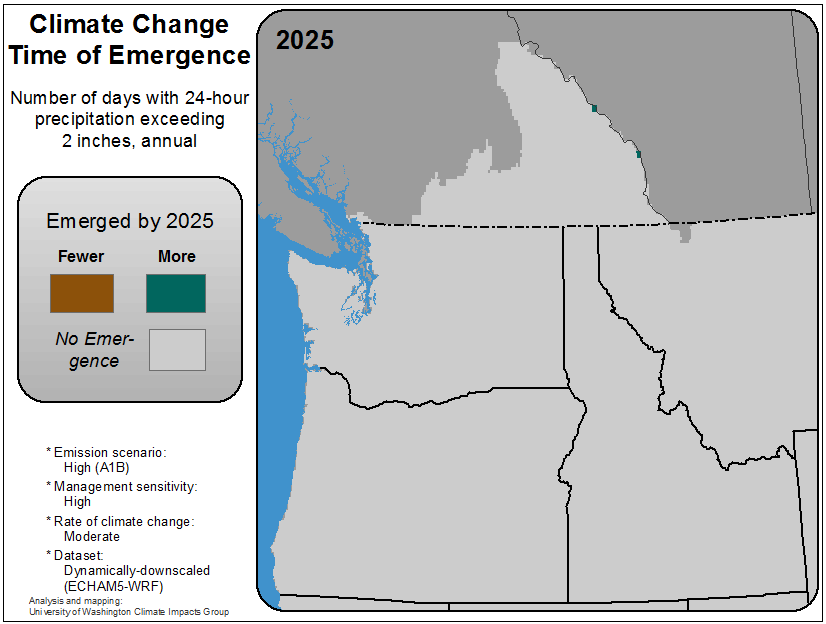 Climate Change
Time of Emergence
Number of days with 24-hour
precipitation exceeding
2 inches, annual
Emerged by 2025
Fewer
More
No Emer-
gence
* Emission scenario:
High (A1B)
* Management sensitivity:
High
* Rate of climate change:
Moderate
* Dataset:
Dynamically-downscaled
(ECHAM5-WRF)
Analysis and mapping:
University of Washington Climate Impacts Group
2025